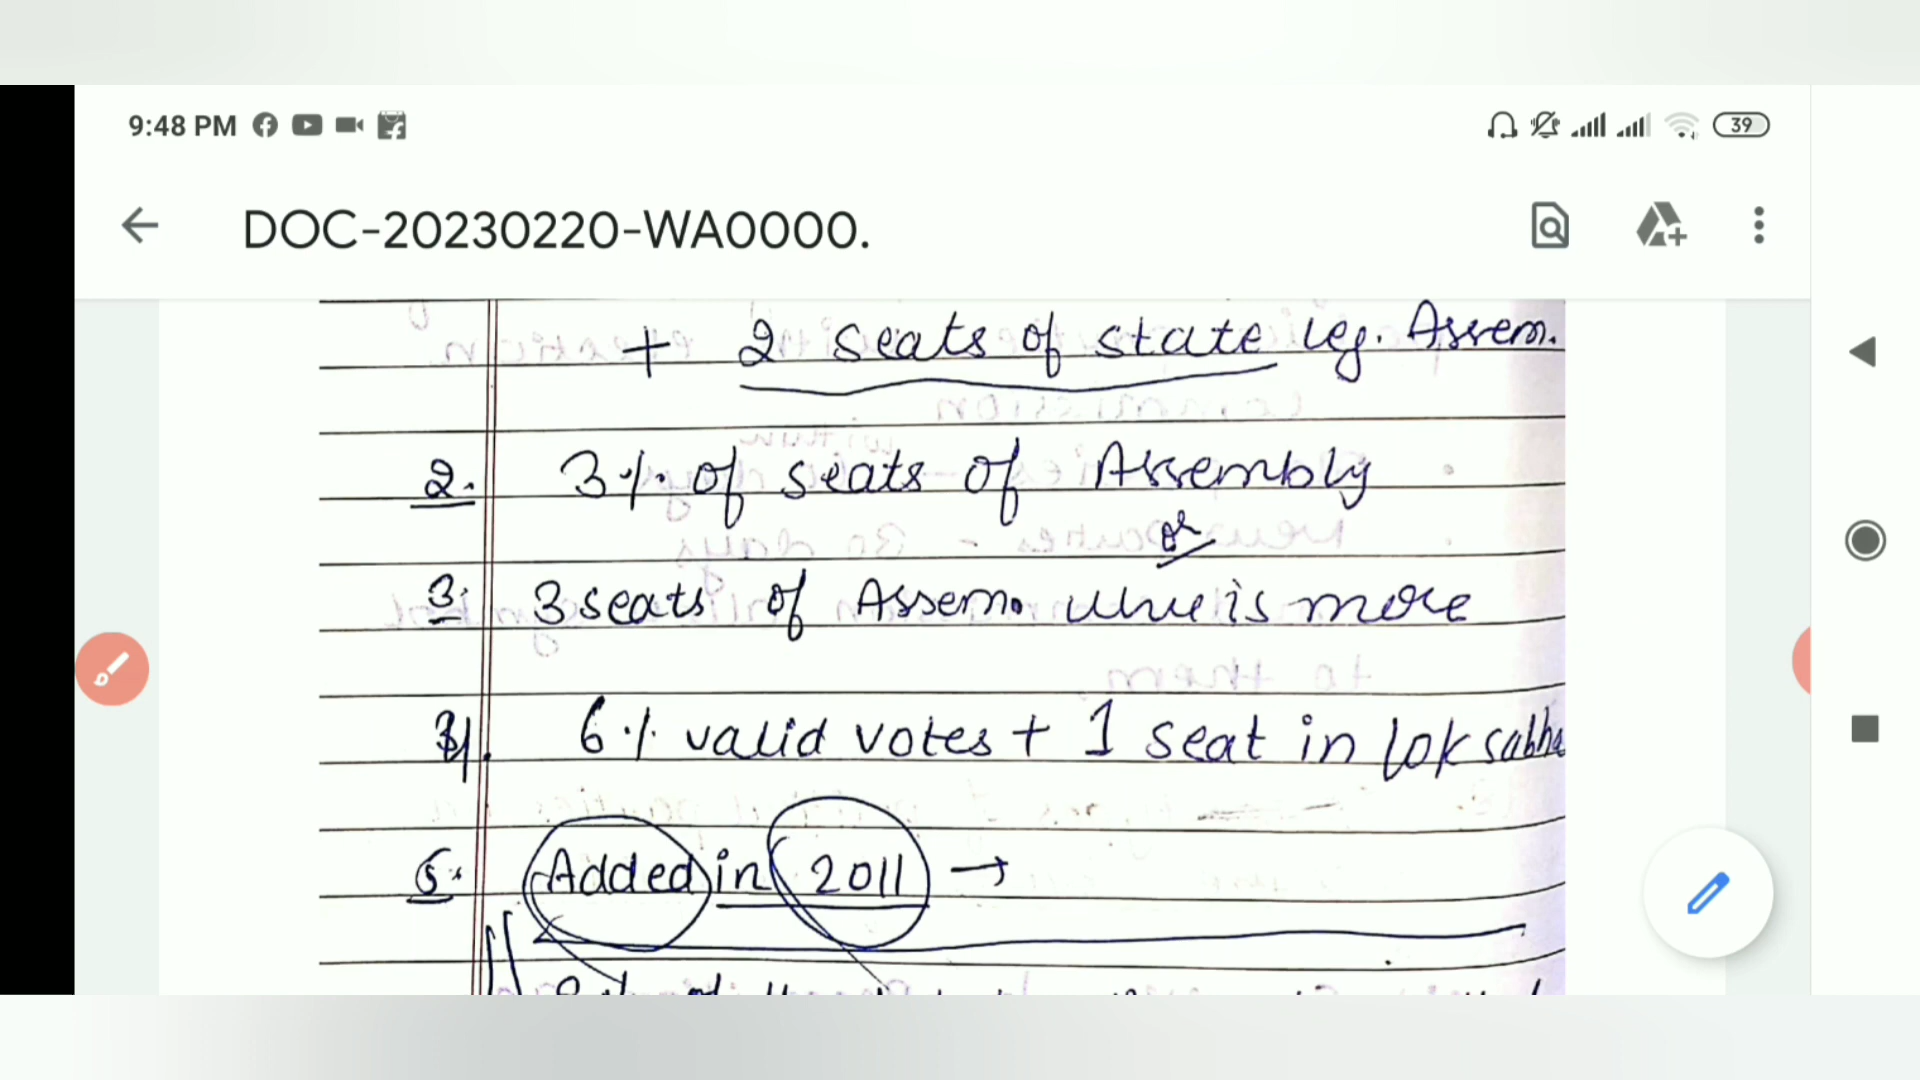 9:48 PM
39
DOC-20230220-WA0000.
+ 2 seats of state leg. Assem.
2. 3% of seats of Assembly
or
3. 3 seats of Assem. is more
4. 6% valid votes + 1 seat in lok sabha
5. Added in 2011 →